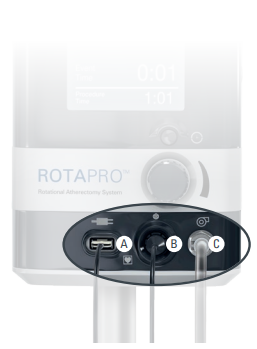 0:01
1:01
ROTAPRO™
Rotational Atherectomy System
A B C